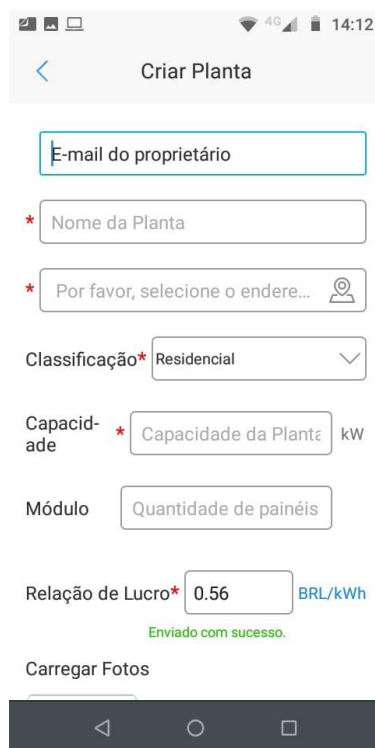 4G 14:12
Criar Planta
E-mail do proprietário
* Nome da Planta
* Por favor, selecione o endere...
Classificação* Residencial
Capacid-
ade * Capacidade da Planta kW
Módulo Quantidade de painéis
Relação de Lucro* 0.56 BRL/kWh
Enviado com sucesso.
Carregar Fotos